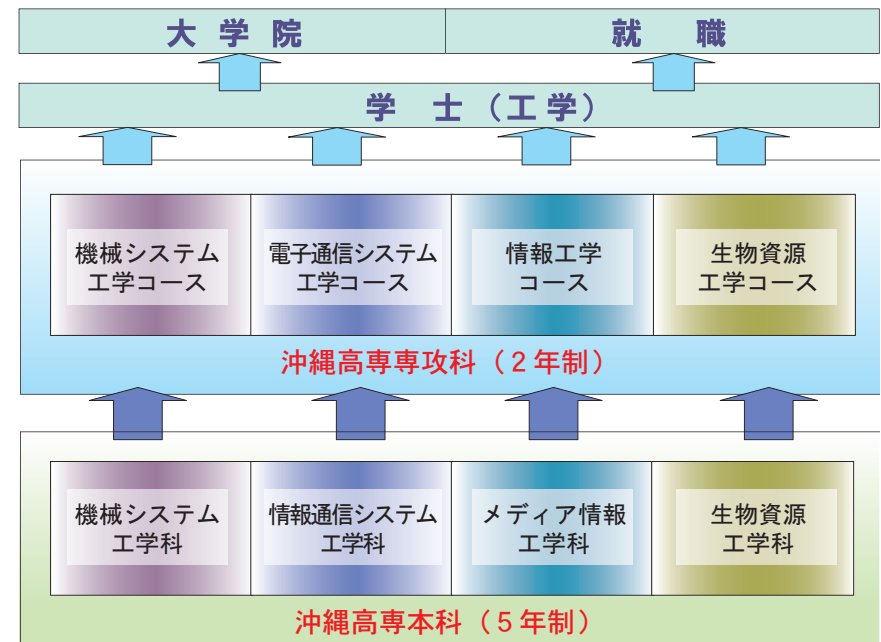 大学院 就職
学士(工学)
機械システム
工学コース
電子通信システム
工学コース
情報工学
コース
生物資源
工学コース
沖縄高専専攻科(2年制)
機械システム
工学科
情報通信システム
工学科
メディア情報
工学科
生物資源
工学科
沖縄高専本科(5年制)